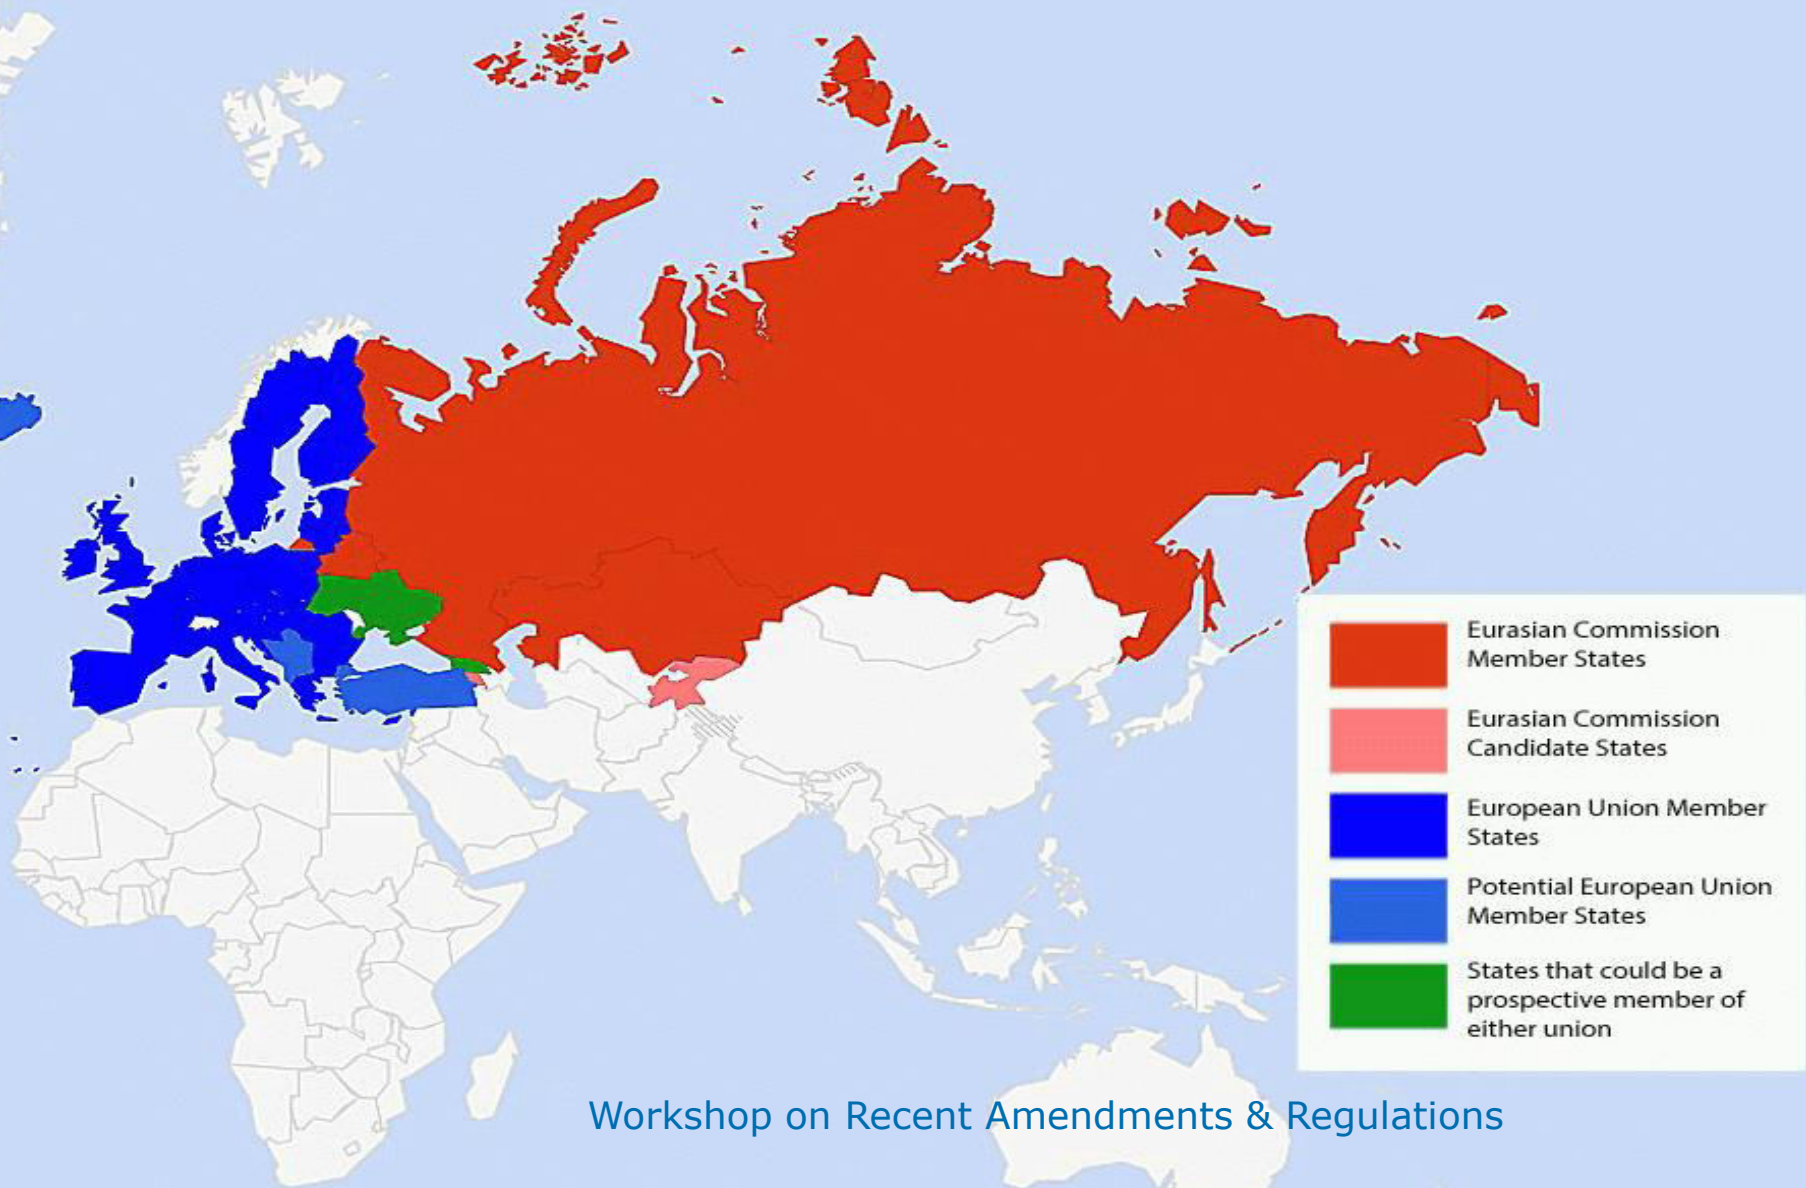 Eurasian Commission
Member States
Eurasian Commission
Candidate States
European Union Member
States
Potential European Union
Member States
States that could be a
prospective member of
either union
Workshop on Recent Amendments & Regulations